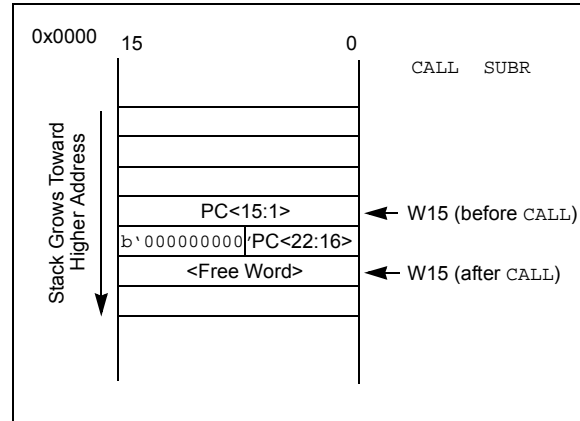 0x0000 15 0
CALL SUBR
Stack Grows Toward
Higher Address
PC<15:1>
W15 (before CALL)
b'000000000'
PC<22:16>
<Free Word>
W15 (after CALL)